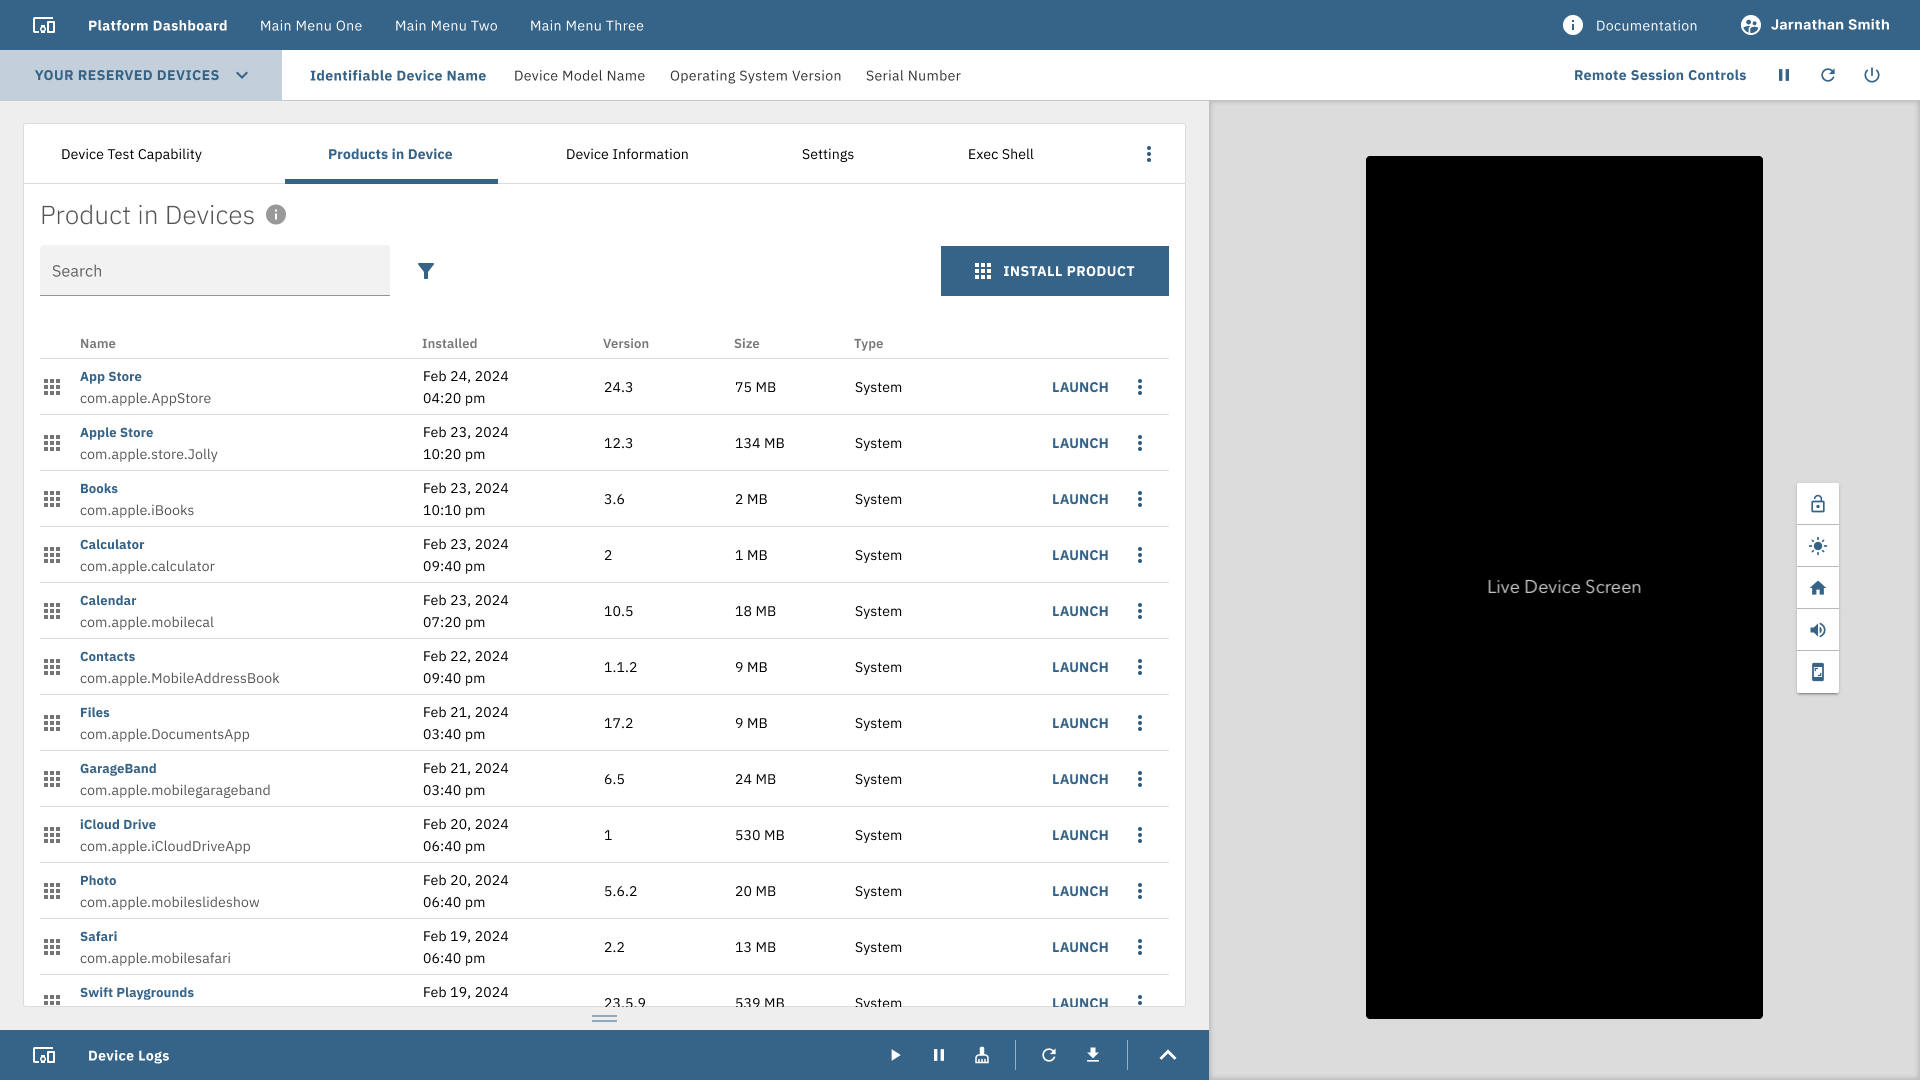 Platform Dashboard Main Menu One Main Menu Two Main Menu Three Documentation Jarnathan Smith
YOUR RESERVED DEVICES Identifiable Device Name Device Model Name Operating System Version Serial Number Remote Session Controls
Device Test Capability Products in Device Device Information Settings Exec Shell
Product in Devices
Search
INSTALL PRODUCT
Name Installed Version Size Type
App Store
com.apple.AppStore
Feb 24, 2024
04:20 pm
24.3 75 MB System LAUNCH
Apple Store
com.apple.store.Jolly
Feb 23, 2024
10:20 pm
12.3 134 MB System LAUNCH
Books
com.apple.iBooks
Feb 23, 2024
10:10 pm
3.6 2 MB System LAUNCH
Calculator
com.apple.calculator
Feb 23, 2024
09:40 pm
2 1 MB System LAUNCH
Calendar
com.apple.mobilecal
Feb 23, 2024
07:20 pm
10.5 18 MB System LAUNCH
Contacts
com.apple.MobileAddressBook
Feb 22, 2024
09:40 pm
1.1.2 9 MB System LAUNCH
Files
com.apple.DocumentsApp
Feb 21, 2024
03:40 pm
17.2 9 MB System LAUNCH
GarageBand
com.apple.mobilegarageband
Feb 21, 2024
03:40 pm
6.5 24 MB System LAUNCH
iCloud Drive
com.apple.iCloudDriveApp
Feb 20, 2024
06:40 pm
1 530 MB System LAUNCH
Photo
com.apple.mobileslideshow
Feb 20, 2024
06:40 pm
5.6.2 20 MB System LAUNCH
Safari
com.apple.mobilesafari
Feb 19, 2024
06:40 pm
2.2 13 MB System LAUNCH
Swift Playgrounds
Feb 19, 2024
23.5.9 539 MB System LAUNCH
Live Device Screen
Device Logs